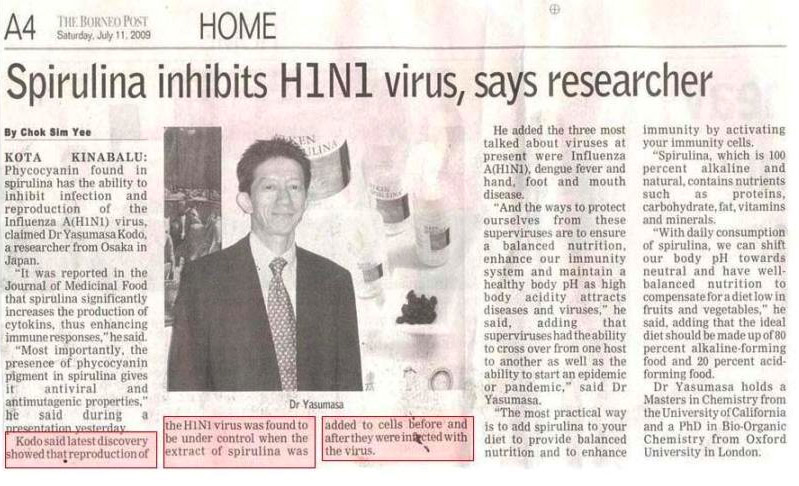 A4
THE BORNEO POST
Saturday, July 11, 2009
HOME
Spirulina inhibits H1N1 virus, says researcher
By Chok Sim Yee
KOTA KINABALU:
Phycocyanin found in
spirulina has the ability to
inhibit infection and
reproduction of the
Influenza A(H1N1) virus,
claimed Dr Yasumasa Kodo,
a researcher from Osaka in
Japan.
"It was reported in the
Journal of Medicinal Food
that spirulina significantly
increases the production of
cytokins, thus enhancing
immune responses," he said.
"Most importantly, the
presence of phycocyanin
pigment in spirulina gives
it antiviral and
antimutagenic properties,"
he said during a
presentation yesterday.
Kodo said latest discovery
showed that reproduction of
Dr Yasumasa
the H1N1 virus was found to
be under control when the
extract of spirulina was
added to cells before and
after they were infected with
the virus.
He added the three most
talked about viruses at
present were Influenza
A(H1N1), dengue fever and
hand, foot and mouth
disease.
"And the ways to protect
ourselves from these
superviruses are to ensure
a balanced nutrition,
enhance our immunity
system and maintain a
healthy body pH as high
body acidity attracts
diseases and viruses," he
said, adding that
superviruses had the ability
to cross over from one host
to another as well as the
ability to start an epidemic
or pandemic," said Dr
Yasumasa.
"The most practical way
is to add spirulina to your
diet to provide balanced
nutrition and to enhance
immunity by activating
your immunity cells.
"Spirulina, which is 100
percent alkaline and
natural, contains nutrients
such as proteins,
carbohydrate, fat, vitamins
and minerals.
"With daily consumption
of spirulina, we can shift
our body pH towards
neutral and have well-
balanced nutrition to
compensate for a diet low in
fruits and vegetables," he
said, adding that the ideal
diet should be made up of 80
percent alkaline-forming
food and 20 percent acid-
forming food.
Dr Yasumasa holds a
Masters in Chemistry from
the University of California
and a PhD in Bio-Organic
Chemistry from Oxford
University in London.